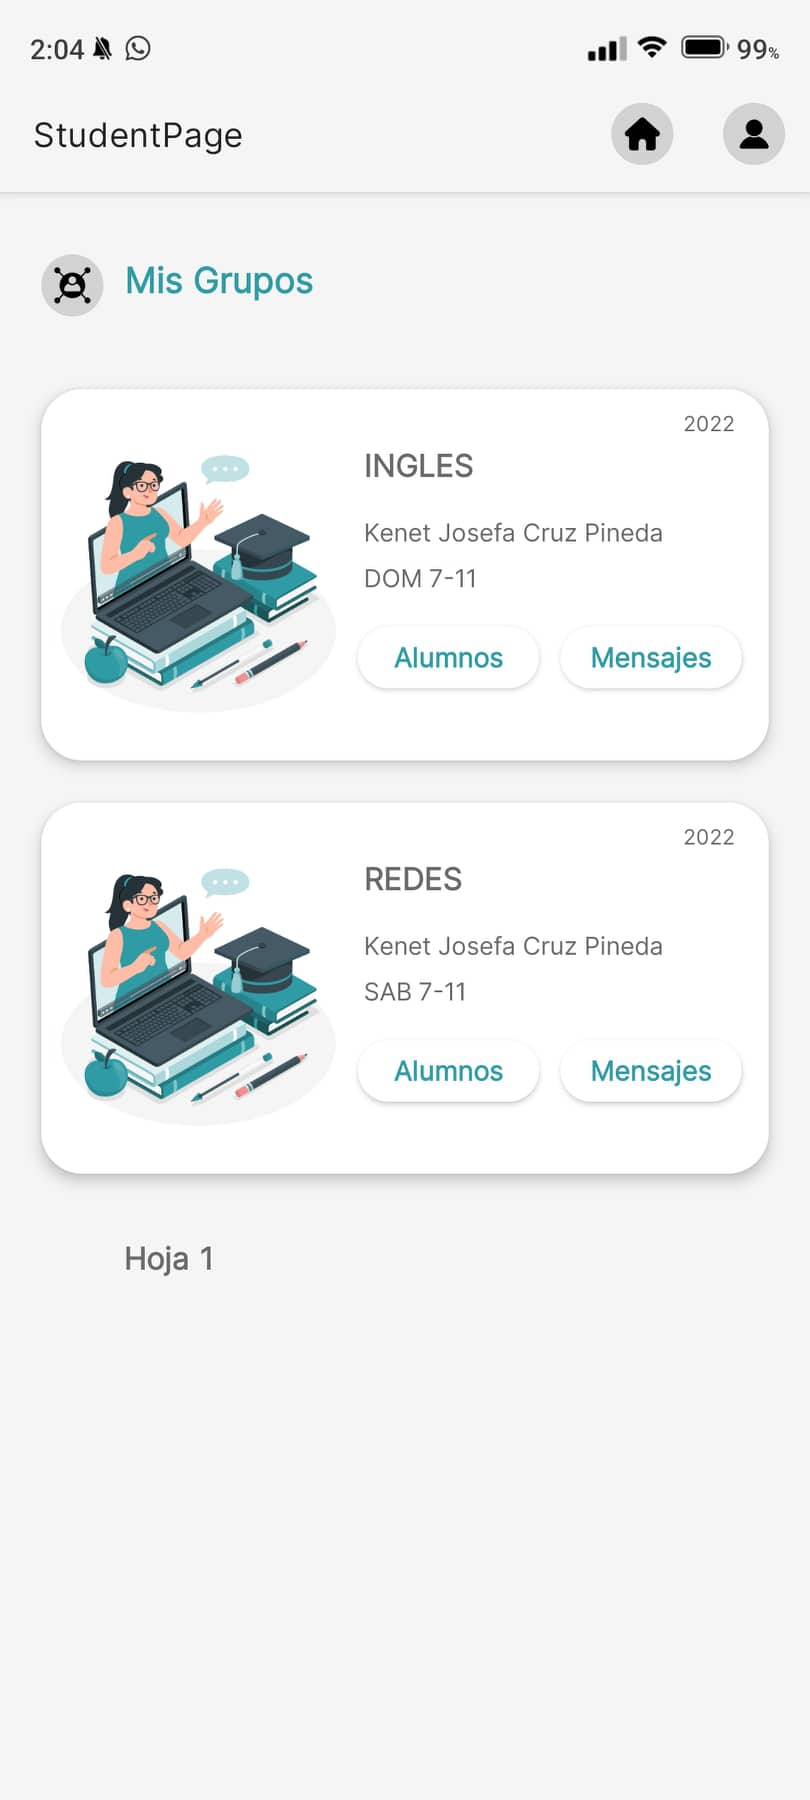 2:04 99%
StudentPage
Mis Grupos
2022
INGLES
Kenet Josefa Cruz Pineda
DOM 7-11
Alumnos Mensajes
2022
REDES
Kenet Josefa Cruz Pineda
SAB 7-11
Alumnos Mensajes
Hoja 1